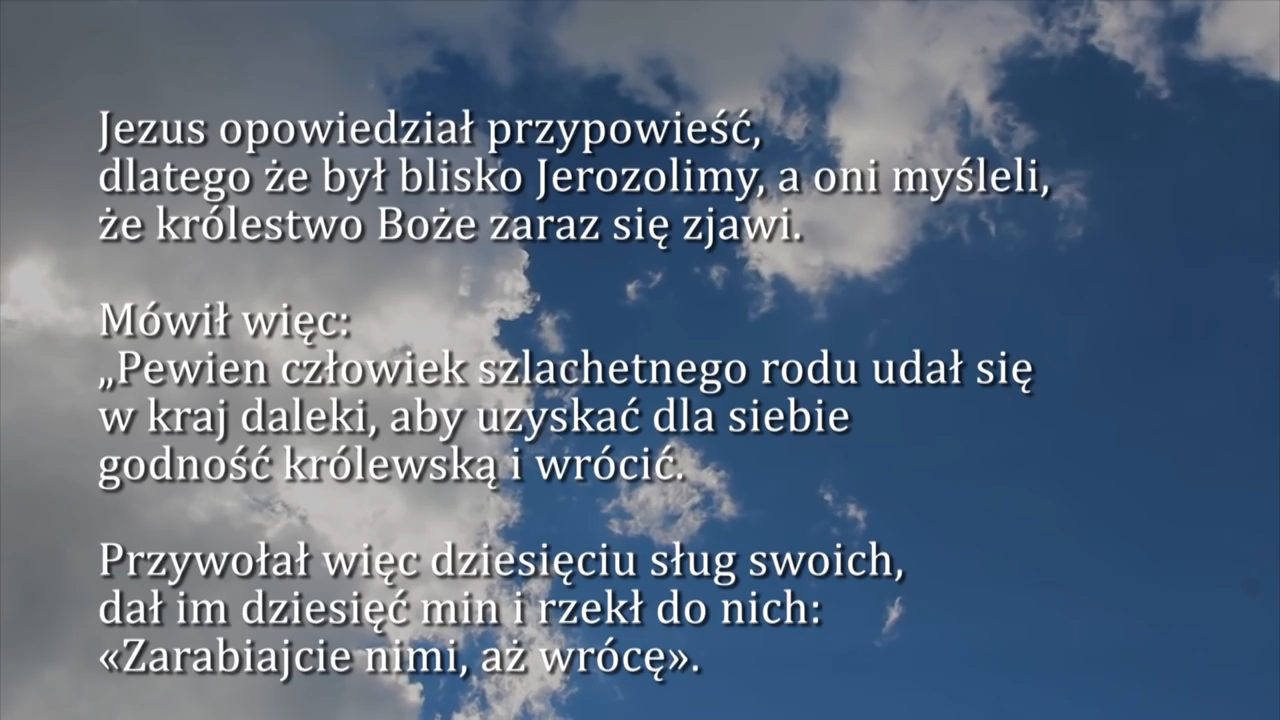 Jezus opowiedział przypowieść,
dlatego że był blisko Jerozolimy, a oni myśleli,
że królestwo Boże zaraz się zjawi.
Mówił więc:
„Pewien człowiek szlachetnego rodu udał się
w kraj daleki, aby uzyskać dla siebie
godność królewską i wrócić.
Przywołał więc dziesięciu sług swoich,
dał im dziesięć min i rzekł do nich:
«Zarabiajcie nimi, aż wrócę».